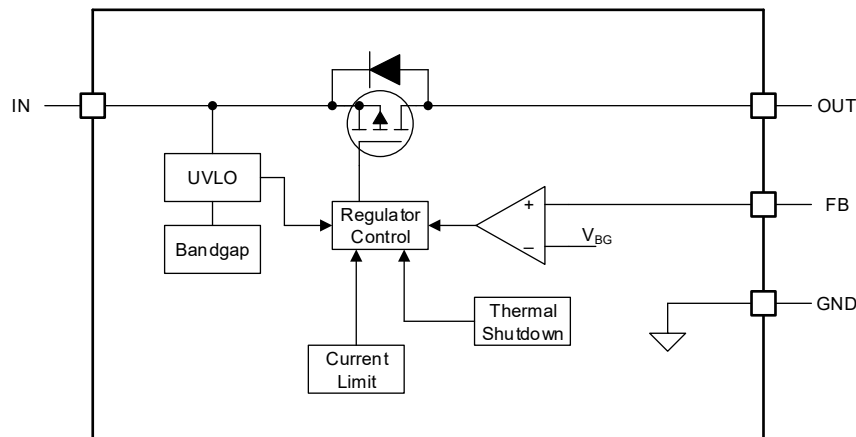 IN
OUT
UVLO
Bandgap
Regulator
Control
+
−
V_BG
FB
GND
Thermal
Shutdown
Current
Limit